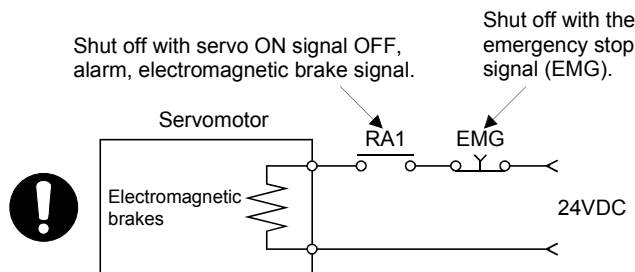 Shut off with servo ON signal OFF,
alarm, electromagnetic brake signal.
Shut off with the
emergency stop
signal (EMG).
Servomotor
RA1
EMG
Electromagnetic
brakes
24VDC